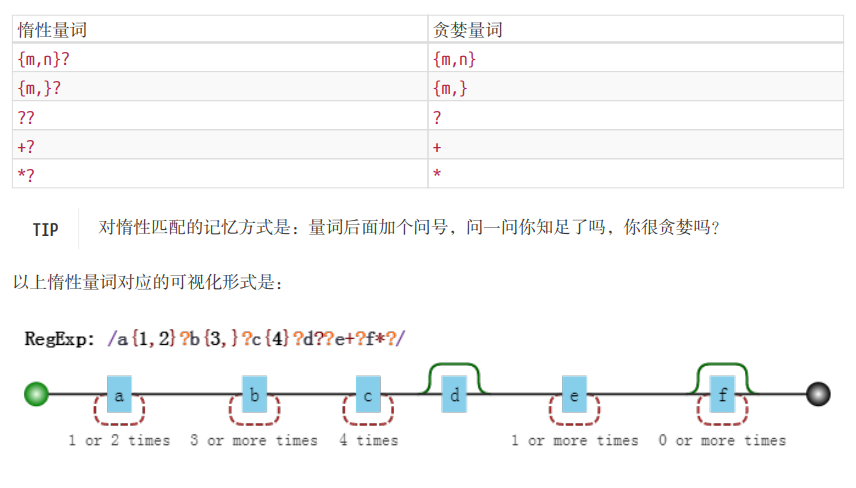 惰性量词 贪婪量词
{m,n}? {m,n}
{m,}? {m,}
?? ?
+? +
*? *
TIP 对惰性匹配的记忆方式是：量词后面加个问号，问一问你知足了吗，你很贪婪吗？
以上惰性量词对应的可视化形式是：
RegExp: /a{1,2}?b{3,}?c{4}?d??e+?f*?/
a b c d e f
1 or 2 times 3 or more times 4 times 1 or more times 0 or more times